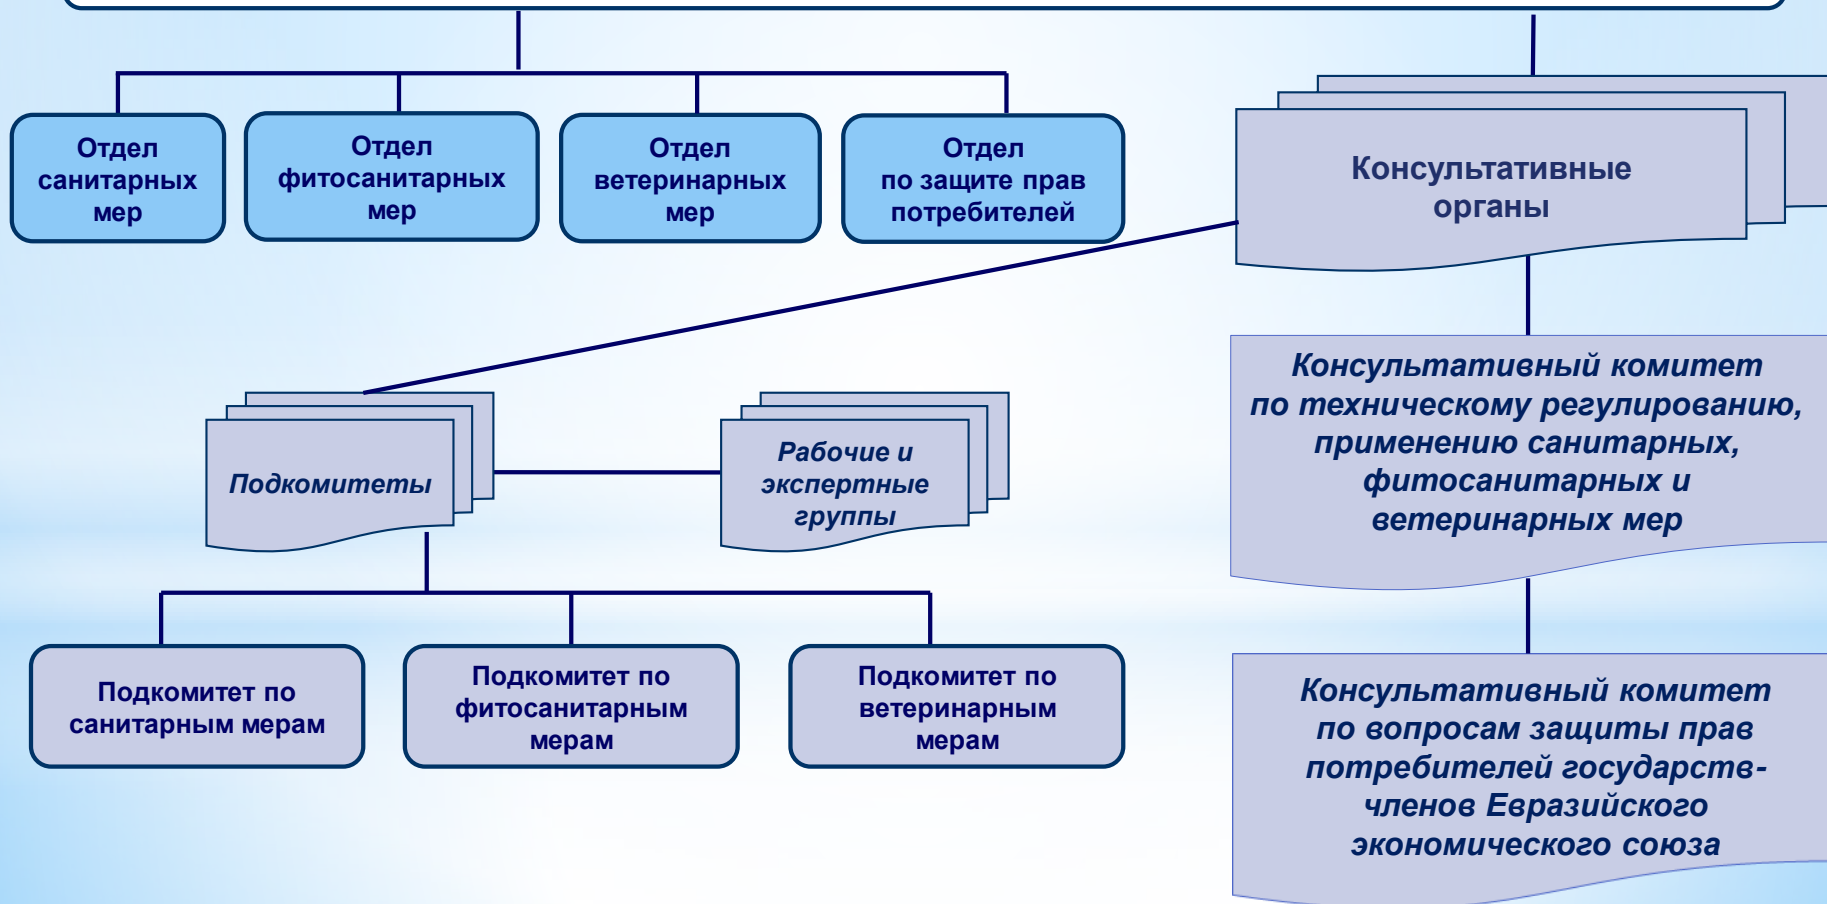 Отдел
санитарных
мер
Отдел
фитосанитарных
мер
Отдел
ветеринарных
мер
Отдел
по защите прав
потребителей
Консультативные
органы
Консультативный комитет
по техническому регулированию,
применению санитарных,
фитосанитарных и
ветеринарных мер
Подкомитеты
Рабочие и
экспертные
группы
Подкомитет по
санитарным мерам
Подкомитет по
фитосанитарным
мерам
Подкомитет по
ветеринарным
мерам
Консультативный комитет
по вопросам защиты прав
потребителей государств-
членов Евразийского
экономического союза